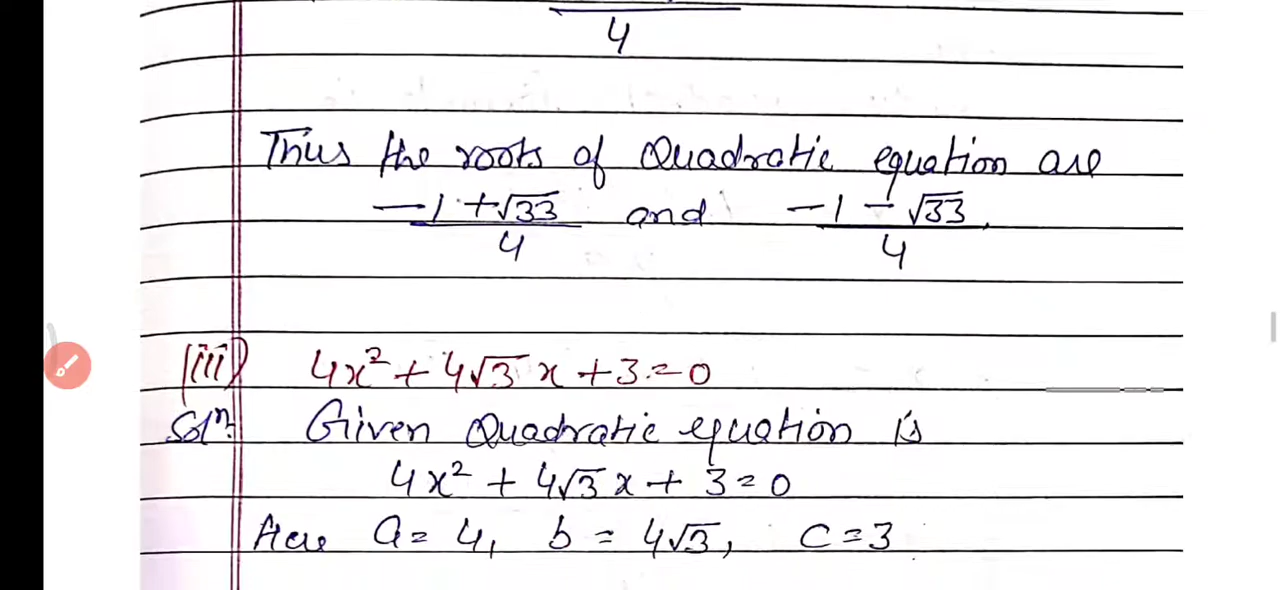 4
Thus the roots of Quadratic equation are
-1 + √33 and -1 - √33.
4 4
(iii) 4x² + 4√3 x + 3 = 0
Solⁿ: Given Quadratic equation is
4x² + 4√3 x + 3 = 0
Here a = 4, b = 4√3, c = 3